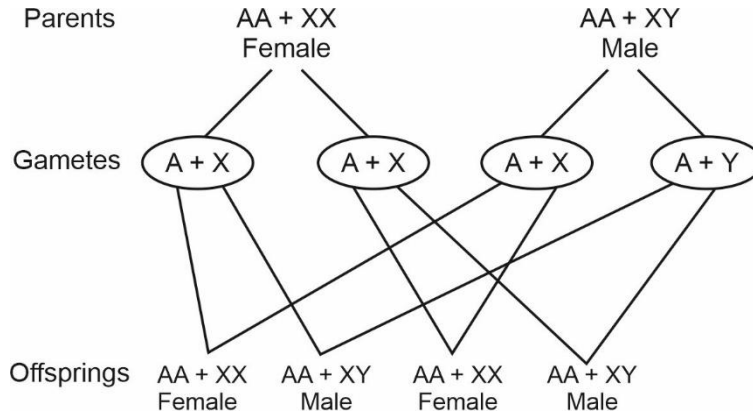 Parents AA + XX AA + XY
Female Male
Gametes A + X A + X A + X A + Y
Offsprings AA + XX AA + XY AA + XX AA + XY
Female Male Female Male